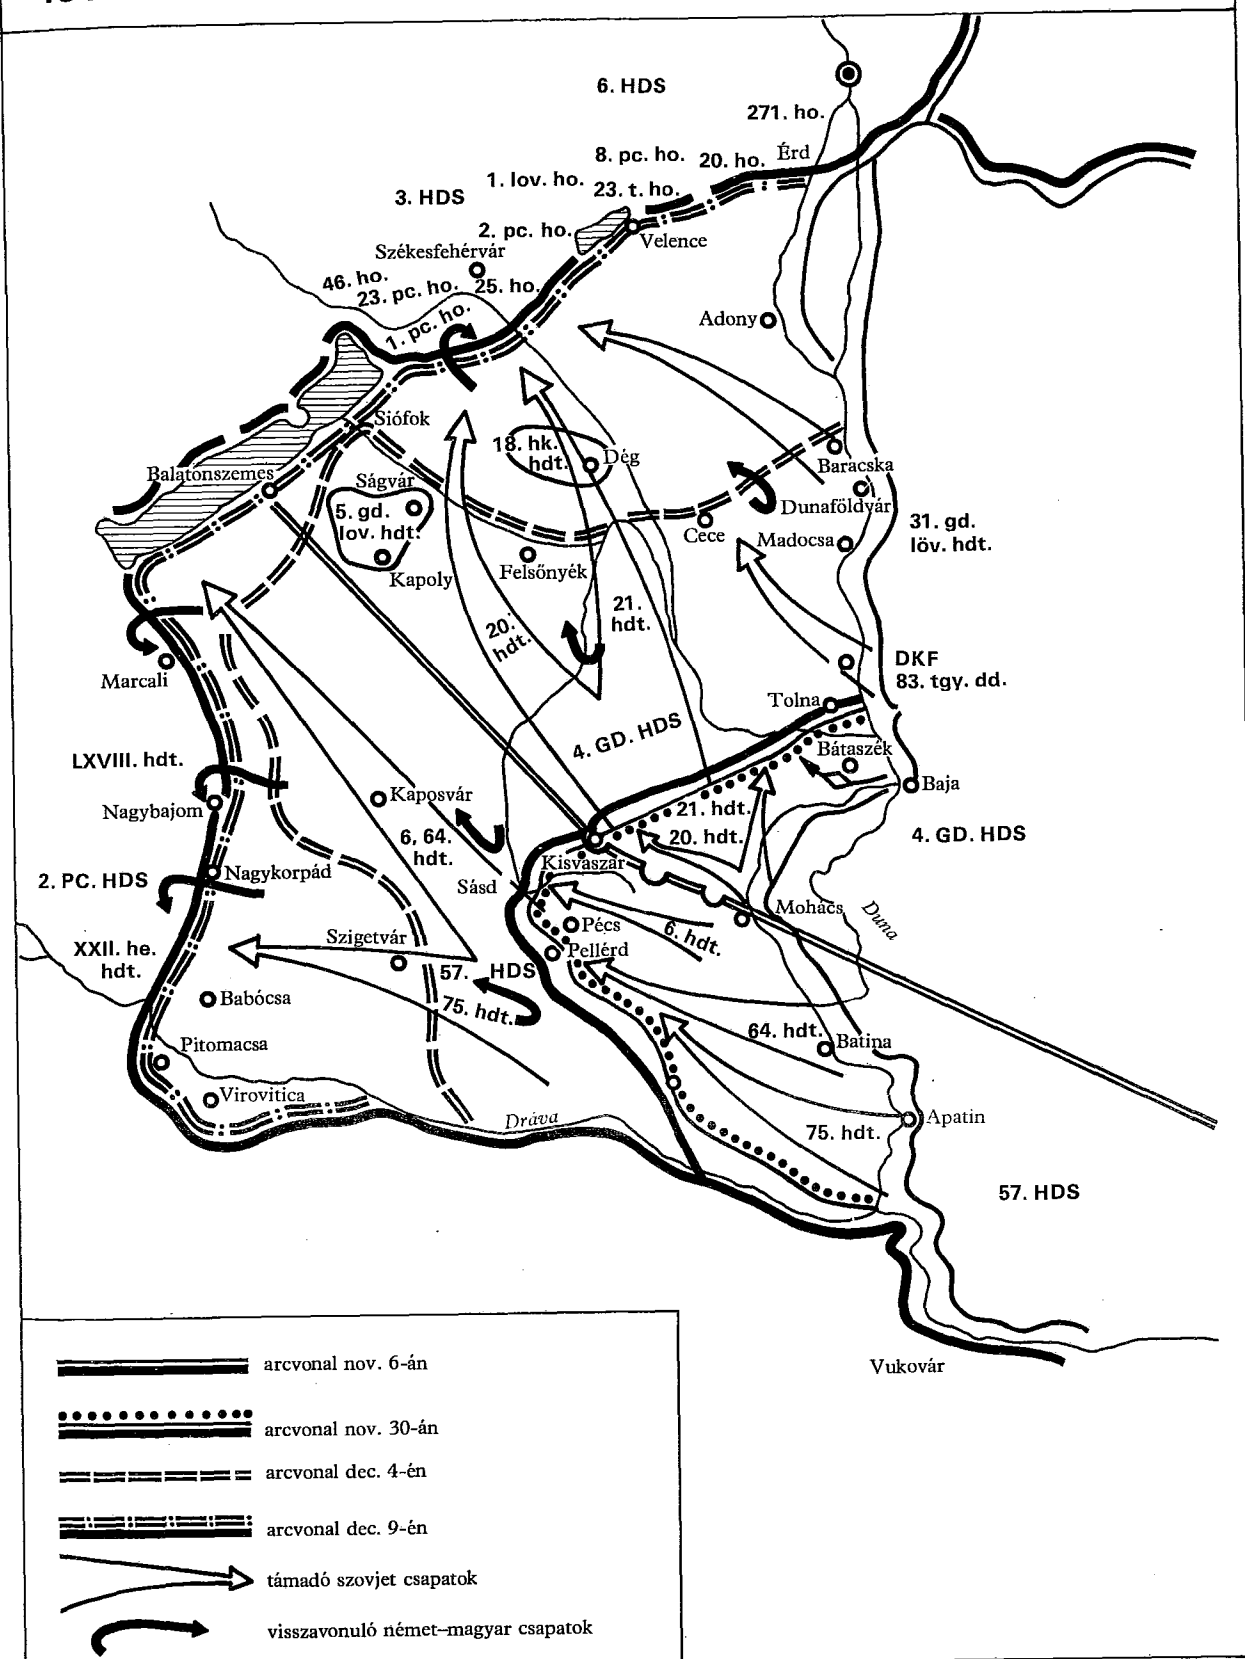 6. HDS
271. ho.
8. pc. ho.
20. ho.
Érd
1. lov. ho.
23. t. ho.
3. HDS
2. pc. ho.
Velence
Székesfehérvár
46. ho.
23. pc. ho.
25. ho.
1. pc. ho.
Adony
Siófok
18. hk.
hdt.
Dég
Baracska
Balatonszemes
Ságvár
Dunaföldvár
5. gd.
lov. hdt.
Cece
Madocsa
31. gd.
löv. hdt.
Kapoly
Felsőnyék
21.
hdt.
20.
hdt.
DKF
83. tgy. dd.
Marcali
Tolna
4. GD. HDS
Bátaszék
LXVIII. hdt.
Baja
Kaposvár
Nagybajom
21. hdt.
6, 64.
hdt.
20. hdt.
4. GD. HDS
Kisvaszar
2. PC. HDS
Nagykorpád
Sásd
Mohács
Duna
Pécs
6. hdt.
Szigetvár
XXII. he.
hdt.
Pellérd
57. HDS
Babócsa
75. hdt.
64. hdt.
Batina
Pitomacsa
Virovitica
Dráva
Apatin
75. hdt.
57. HDS
Vukovár
arcvonal nov. 6-án
arcvonal nov. 30-án
arcvonal dec. 4-én
arcvonal dec. 9-én
támadó szovjet csapatok
visszavonuló német–magyar csapatok